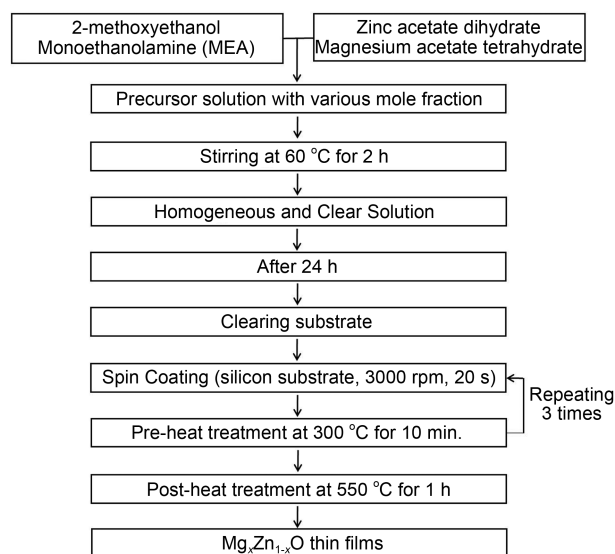 2-methoxyethanol
Monoethanolamine (MEA)
Zinc acetate dihydrate
Magnesium acetate tetrahydrate
Precursor solution with various mole fraction
Stirring at 60 °C for 2 h
Homogeneous and Clear Solution
After 24 h
Clearing substrate
Spin Coating (silicon substrate, 3000 rpm, 20 s)
Repeating
3 times
Pre-heat treatment at 300 °C for 10 min.
Post-heat treatment at 550 °C for 1 h
MgₓZn₁₋ₓO thin films